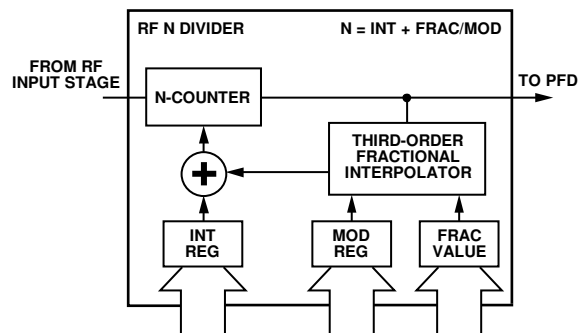 RF N DIVIDER
N = INT + FRAC/MOD
FROM RF
INPUT STAGE
TO PFD
N-COUNTER
THIRD-ORDER
FRACTIONAL
INTERPOLATOR
+
INT
REG
MOD
REG
FRAC
VALUE